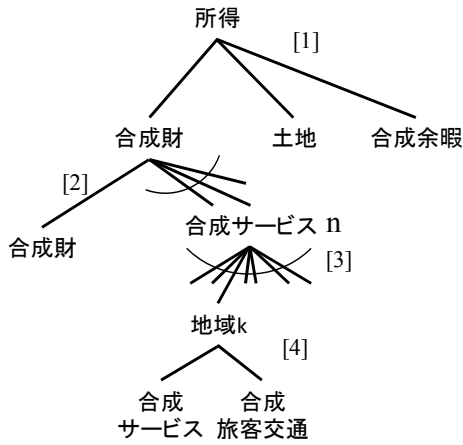 所得
[1]
合成財
土地
合成余暇
[2]
合成財
合成サービス n
[3]
地域k
[4]
合成
サービス
合成
旅客交通